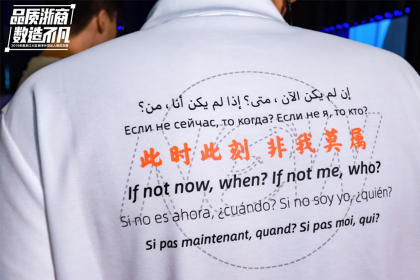 品质浙商
数造不凡
إن لم يكن الآن ، متى؟ إذا لم يكن أنا ، من؟
Если не сейчас, то когда? Если не я, то кто?
此时此刻 非我莫属
If not now, when? If not me, who?
Si no es ahora, ¿cuándo? Si no soy yo, ¿quién?
Si pas maintenant, quand? Si pas moi, qui?